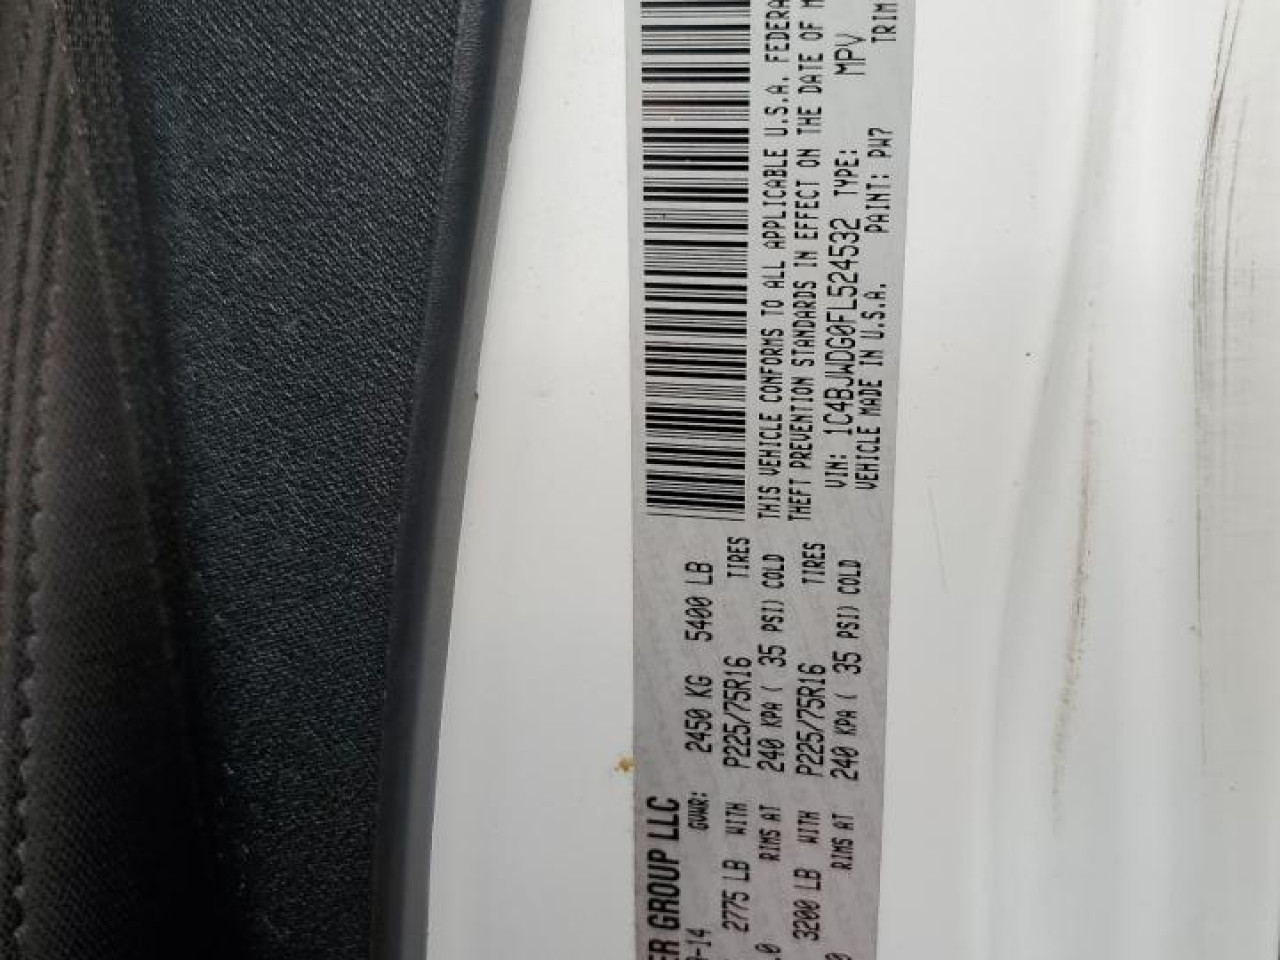 ER GROUP LLC
-14 GVWR: 2450 KG 5400 LB
2775 LB WITH P225/75R16 TIRES
.0 RIMS AT 240 KPA ( 35 PSI) COLD
3200 LB WITH P225/75R16 TIRES
RIMS AT 240 KPA ( 35 PSI) COLD
THIS VEHICLE CONFORMS TO ALL APPLICABLE U.S.A. FEDERA
THEFT PREVENTION STANDARDS IN EFFECT ON THE DATE OF M
VIN: 1C4BJWDG0FL524532 TYPE: MPV
VEHICLE MADE IN U.S.A. PAINT: PW7 TRIM